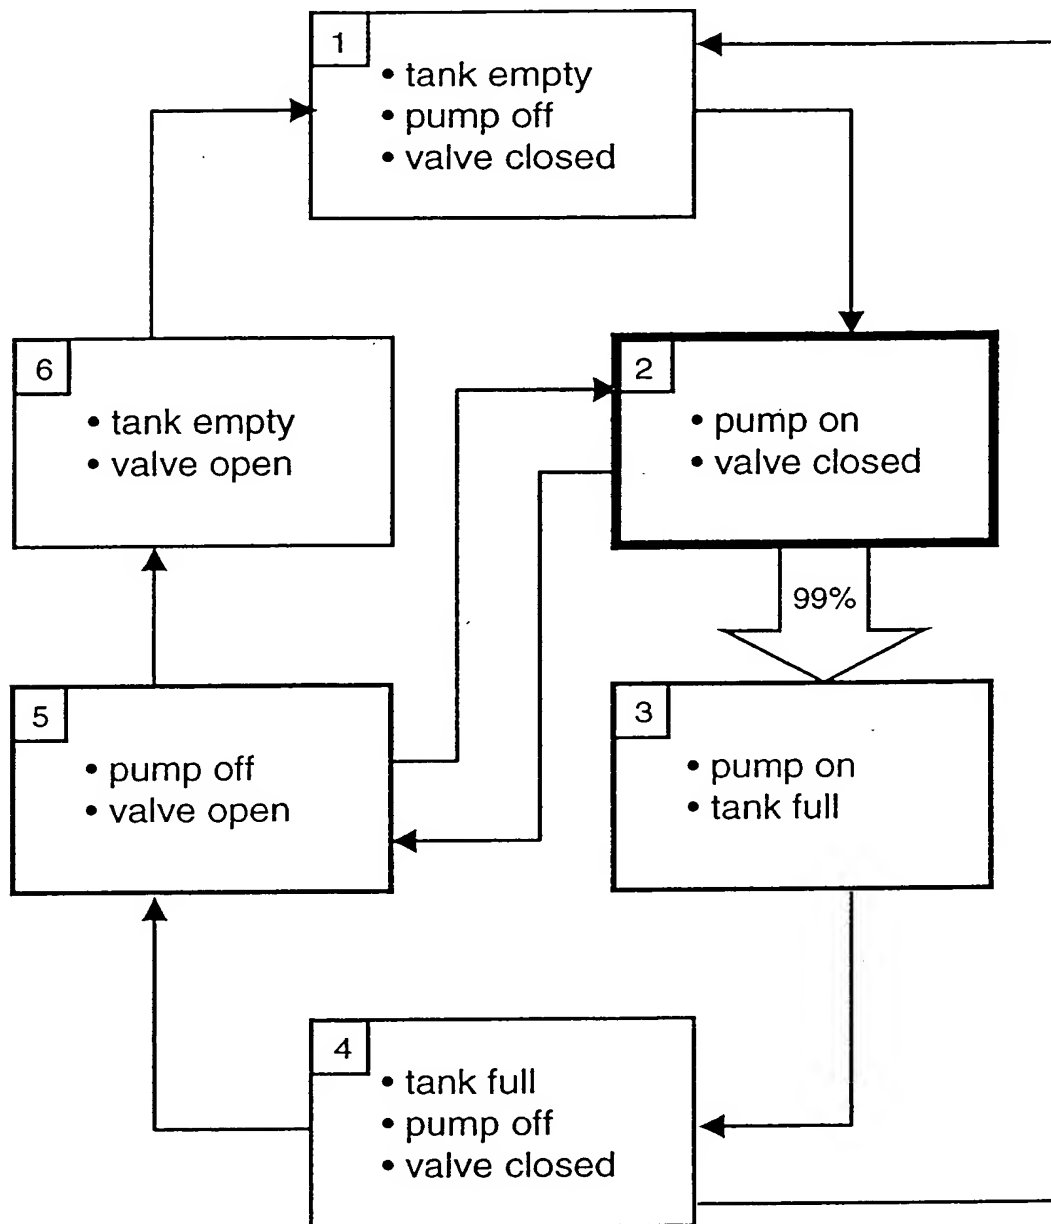 1
• tank empty
• pump off
• valve closed
6
• tank empty
• valve open
2
• pump on
• valve closed
99%
5
• pump off
• valve open
3
• pump on
• tank full
4
• tank full
• pump off
• valve closed